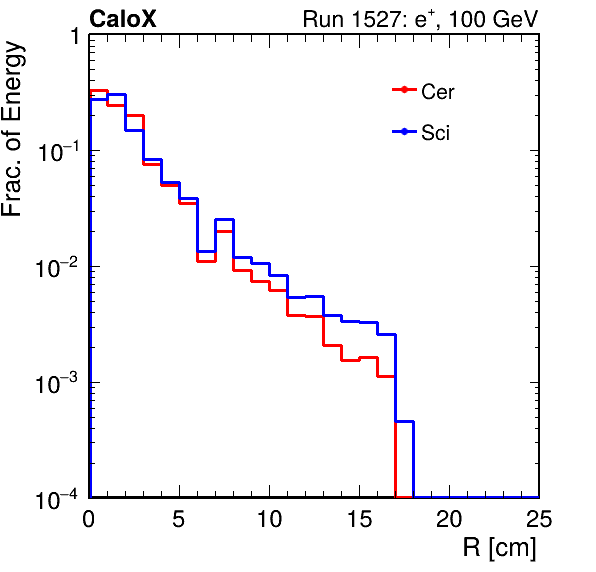 CaloX Run 1527: e⁺, 100 GeV
Frac. of Energy
1
10⁻¹
10⁻²
10⁻³
10⁻⁴
Cer
Sci
0 5 10 15 20 25
R [cm]